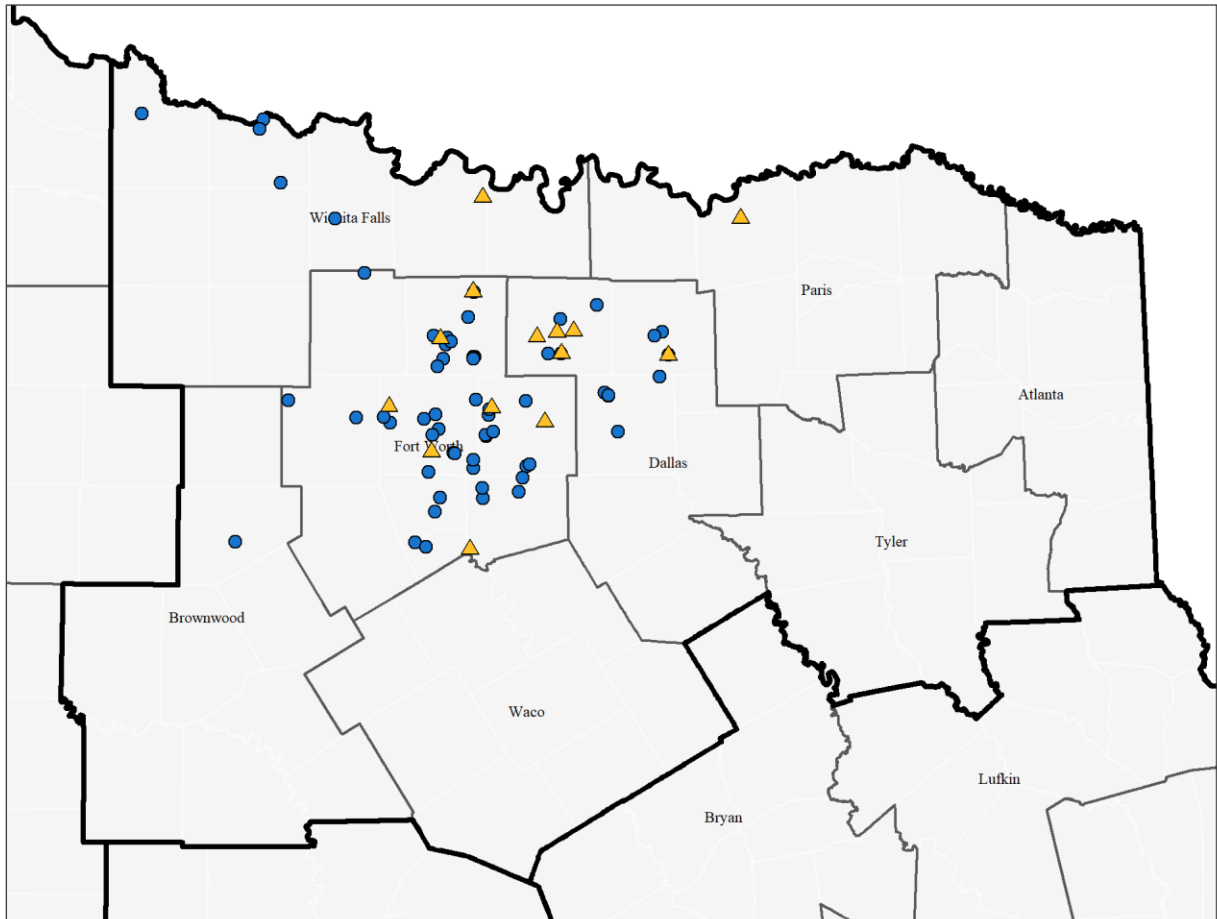 Wichita Falls
Paris
Atlanta
Fort Worth
Dallas
Tyler
Brownwood
Waco
Lufkin
Bryan